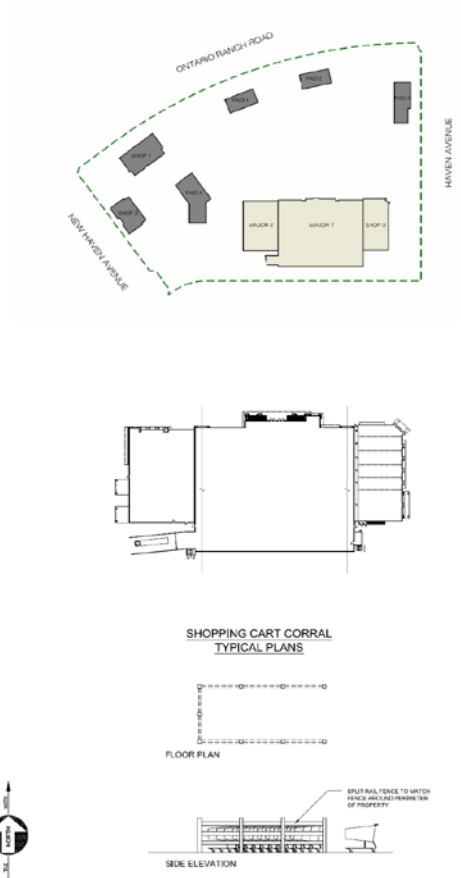 ONTARIO RANCH ROAD
PAD 2
PAD 1
PAD 3
HAVEN AVENUE
SHOP 1
PAD 4
SHOP 2
MAJOR 2
MAJOR 1
SHOP 3
NEW HAVEN AVENUE
SHOPPING CART CORRAL
TYPICAL PLANS
FLOOR PLAN
SPLIT RAIL FENCE TO MATCH
FENCE AROUND PERIMETER
OF PROPERTY
SIDE ELEVATION